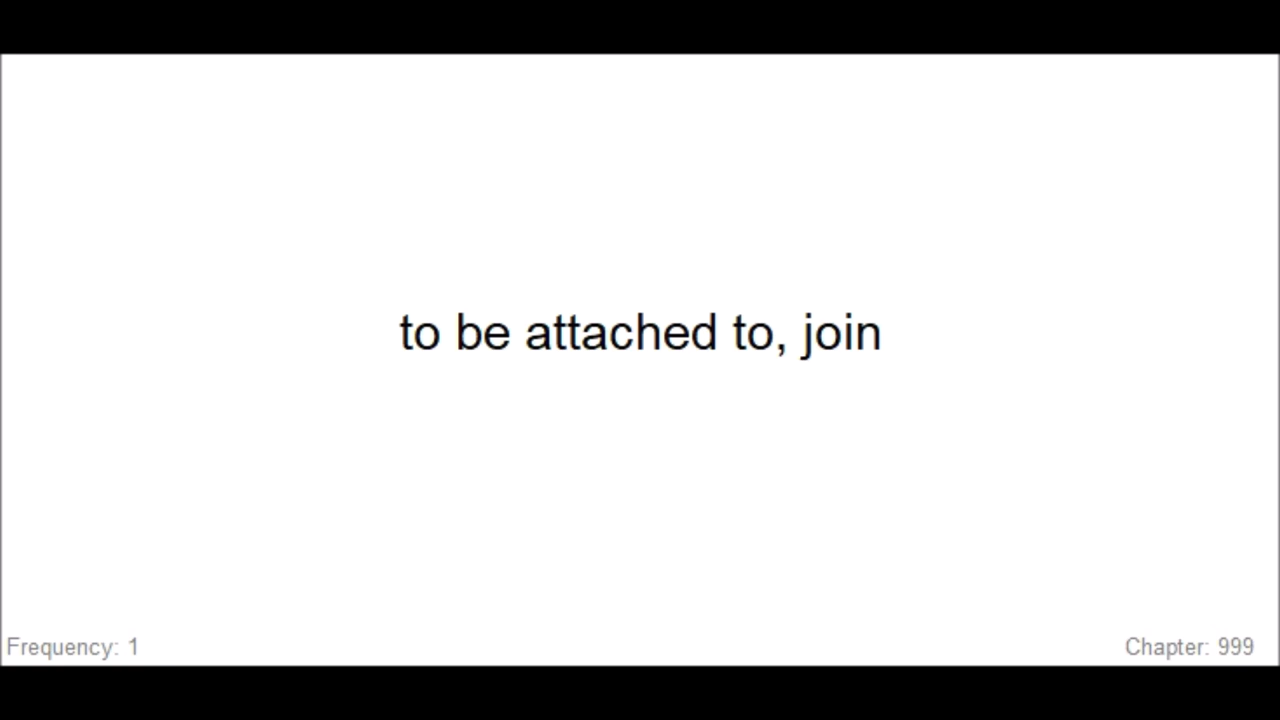 to be attached to, join
Frequency: 1
Chapter: 999